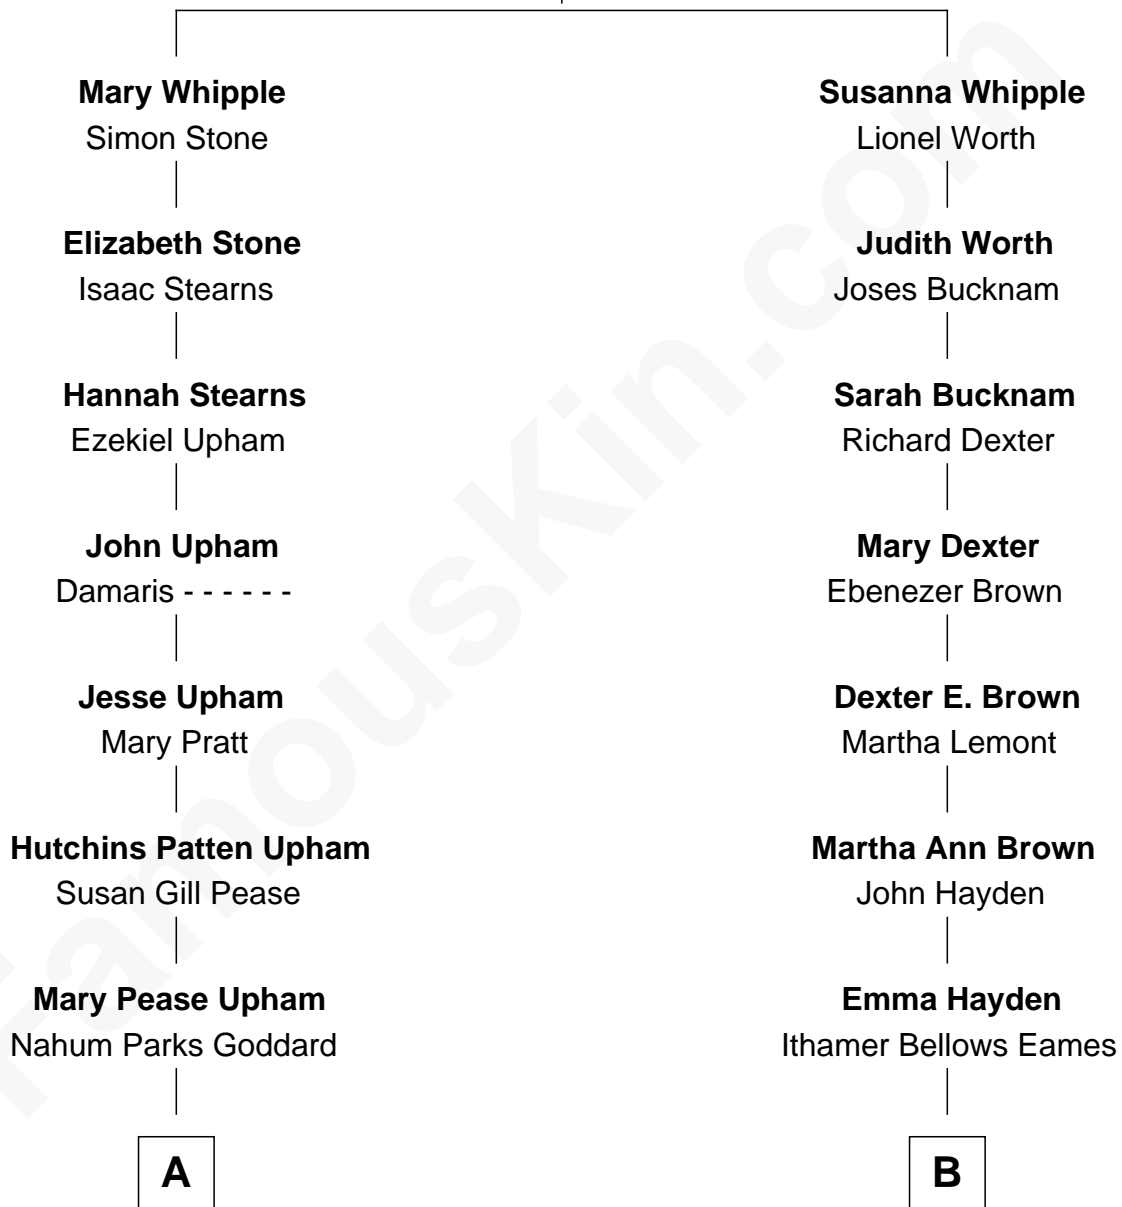 Mary Whipple
Simon Stone
Susanna Whipple
Lionel Worth
Elizabeth Stone
Isaac Stearns
Judith Worth
Joses Bucknam
Hannah Stearns
Ezekiel Upham
Sarah Bucknam
Richard Dexter
John Upham
Damaris - - - - - -
Mary Dexter
Ebenezer Brown
Jesse Upham
Mary Pratt
Dexter E. Brown
Martha Lemont
Hutchins Patten Upham
Susan Gill Pease
Martha Ann Brown
John Hayden
Mary Pease Upham
Nahum Parks Goddard
Emma Hayden
Ithamer Bellows Eames
A
B
FamousKin.com